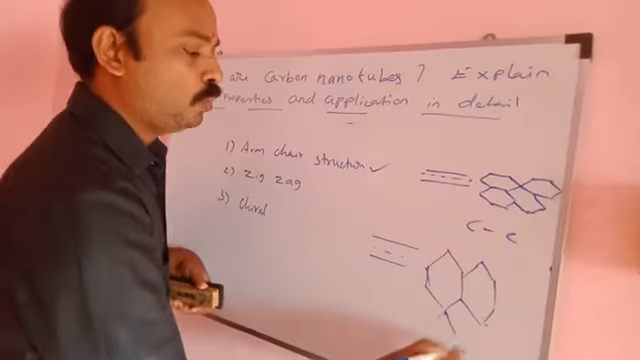 are Carbon nanotubes ? Explain
properties and application in detail
1) Arm chair structure ✓
2) Zig zag
3) chiral
C - C